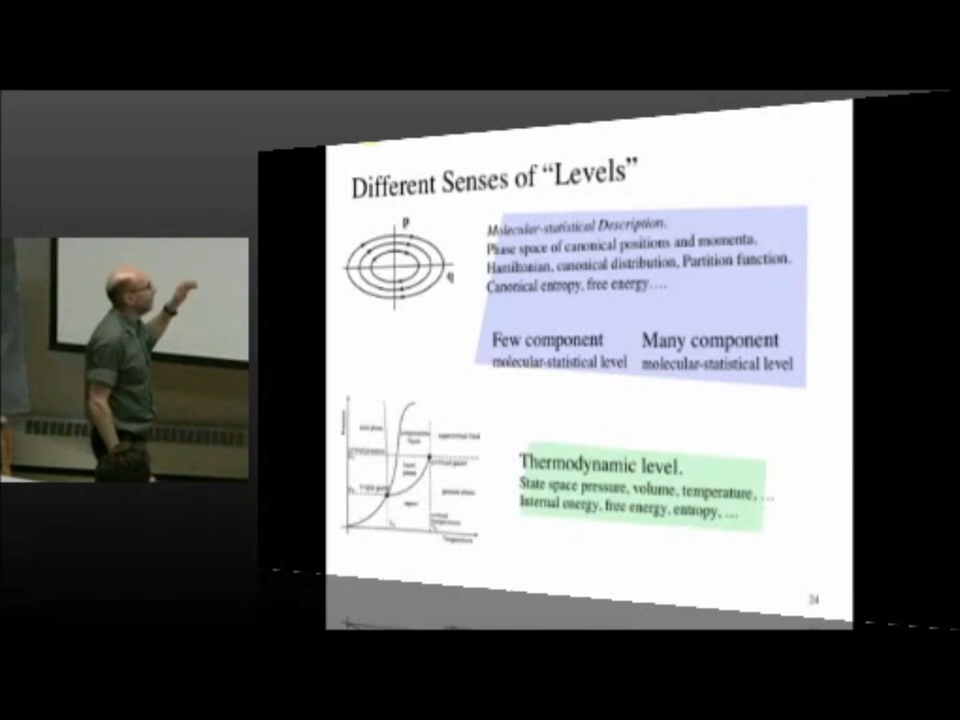 Different Senses of “Levels”
p
q
Molecular-statistical Description.
Phase space of canonical positions and momenta.
Hamiltonian, canonical distribution, Partition function.
Canonical entropy, free energy….
Few component
molecular-statistical level
Many component
molecular-statistical level
Thermodynamic level.
State space pressure, volume, temperature, …
Internal energy, free energy, entropy, …
Temperature
24